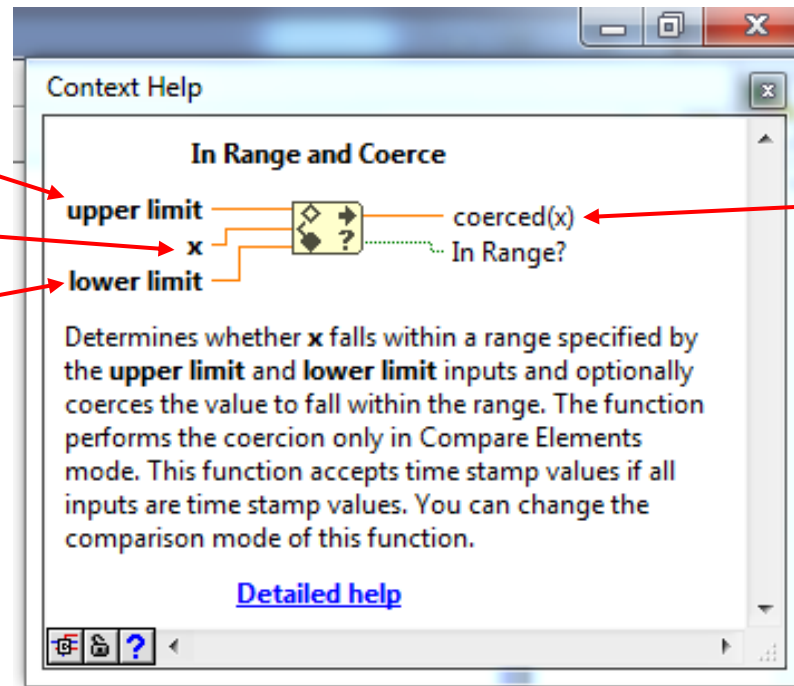 Context Help
In Range and Coerce
upper limit
coerced(x)
x
In Range?
lower limit
Determines whether x falls within a range specified by
the upper limit and lower limit inputs and optionally
coerces the value to fall within the range. The function
performs the coercion only in Compare Elements
mode. This function accepts time stamp values if all
inputs are time stamp values. You can change the
comparison mode of this function.
Detailed help